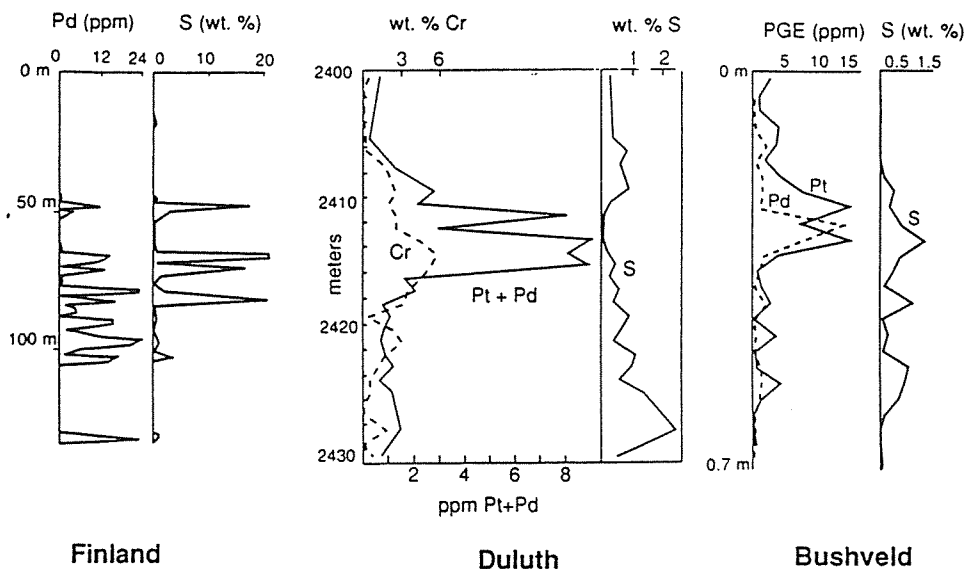 Pd (ppm) S (wt. %)
0 12 24 0 10 20
0 m
50 m
100 m
Finland
wt. % Cr wt. % S
3 6 1 2
2400
2410
2420
2430
meters
Cr
S
Pt + Pd
2 4 6 8
ppm Pt+Pd
Duluth
PGE (ppm) S (wt. %)
5 10 15 0.5 1.5
0 m
Pt
Pd
S
0.7 m
Bushveld